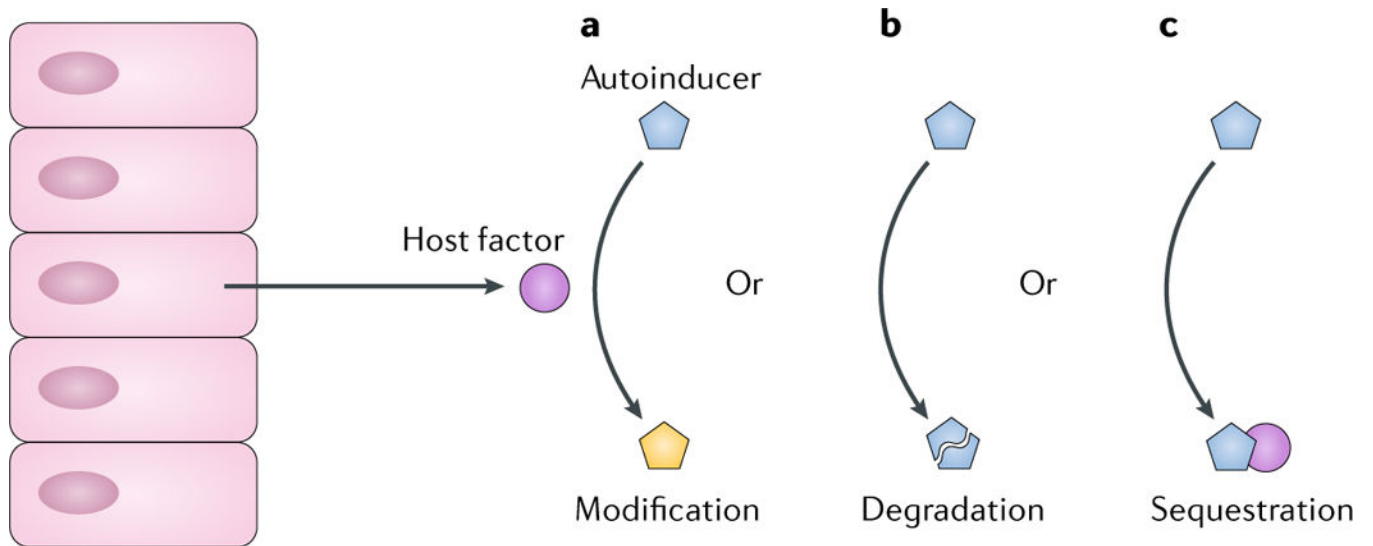 a
b
c
Autoinducer
Host factor
Or
Or
Modification
Degradation
Sequestration